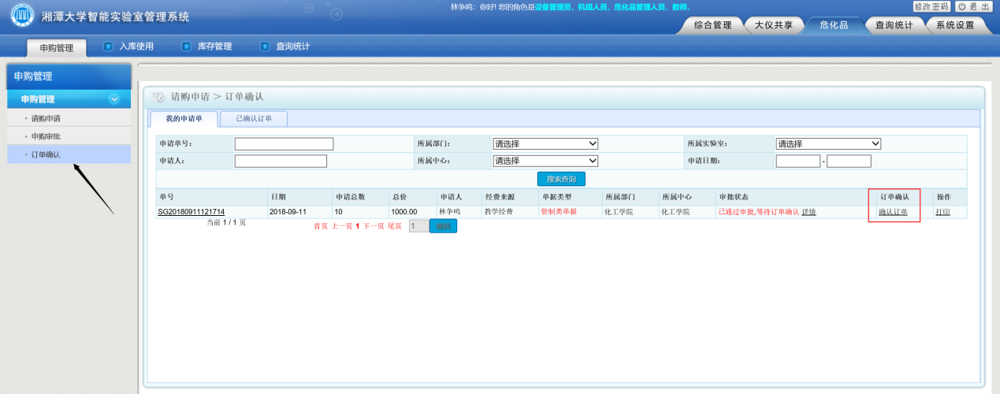 林争鸣：你好! 您的角色是设备管理员，机组人员，危化品管理人员，教师。
修改密码 退 出
湘潭大学智能实验室管理系统
综合管理 大仪共享 危化品 查询统计 系统设置
申购管理 入库使用 库存管理 查询统计
申购管理
申购管理
· 请购申请
· 申购审批
· 订单确认
请购申请 > 订单确认
我的申请单 已确认订单
申请单号： 所属部门： 请选择 所属实验室： 请选择
申请人： 所属中心： 请选择 申请日期： -
搜索查询
单号 日期 申请总数 总价 申请人 经费来源 单据类型 所属部门 所属中心 审批状态 订单确认 操作
SG20180911121714 2018-09-11 10 1000.00 林争鸣 教学经费 管制类单据 化工学院 化工学院 已通过审批,等待订单确认 详情 确认订单 打印
当前 1 / 1 页 首页 上一页 1 下一页 尾页 1 跳转